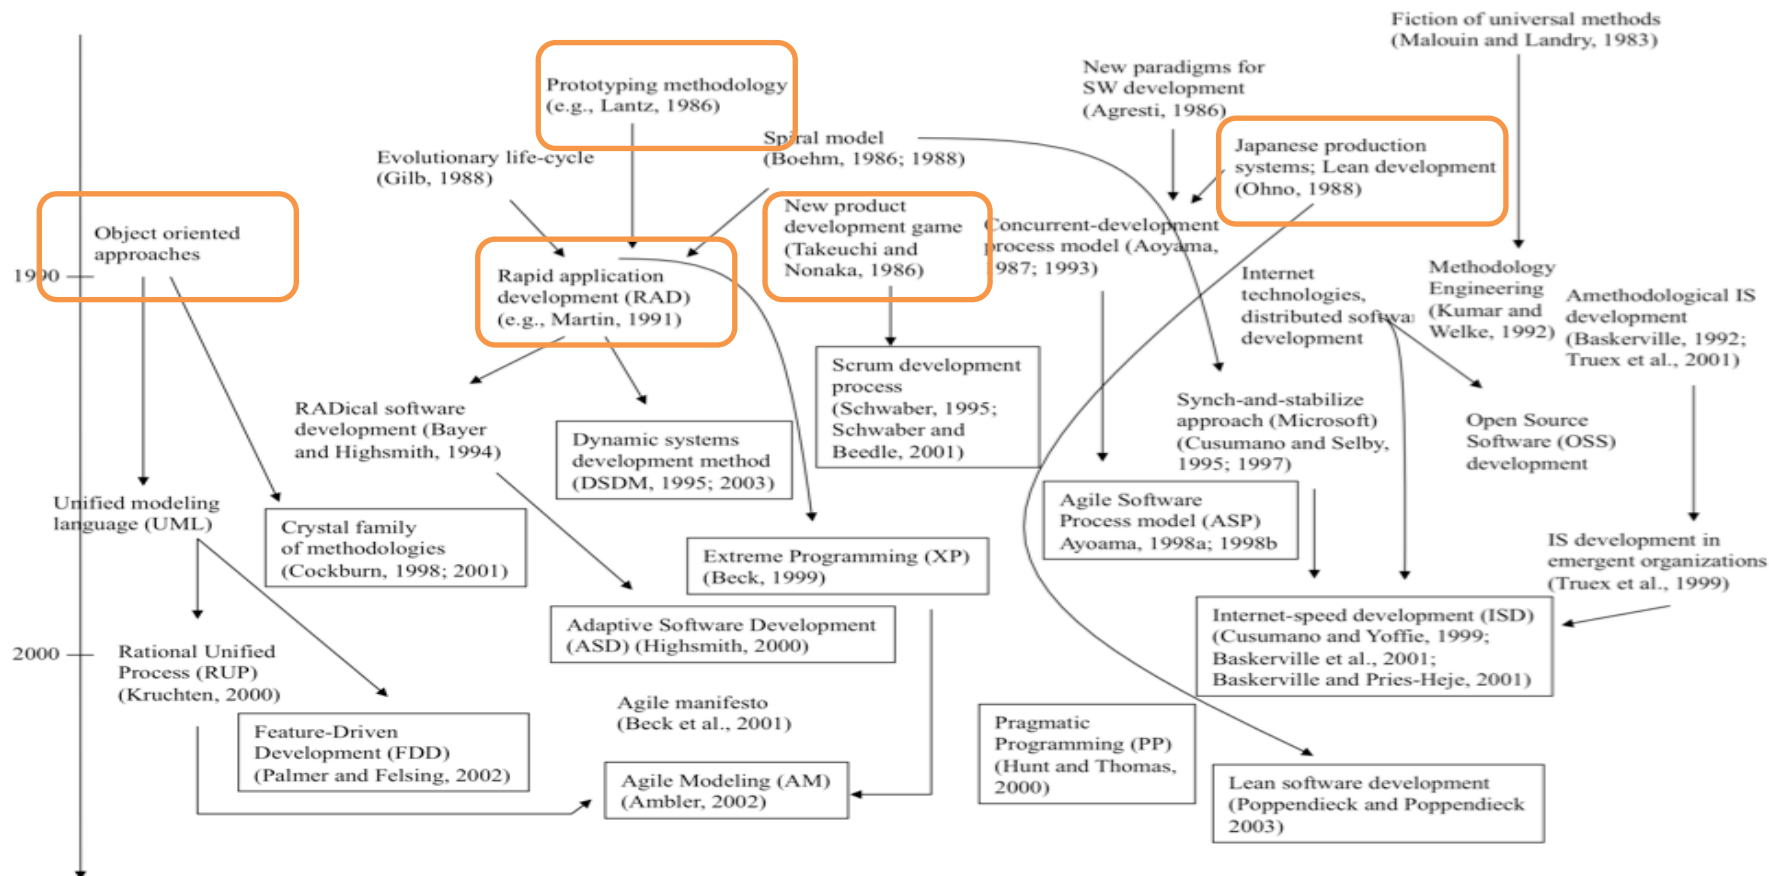 Fiction of universal methods
(Malouin and Landry, 1983)
New paradigms for
SW development
(Agresti, 1986)
Prototyping methodology
(e.g., Lantz, 1986)
Spiral model
(Boehm, 1986; 1988)
Evolutionary life-cycle
(Gilb, 1988)
Japanese production
systems; Lean development
(Ohno, 1988)
New product
development game
(Takeuchi and
Nonaka, 1986)
Concurrent-development
process model (Aoyama,
1987; 1993)
Object oriented
approaches
1990
Rapid application
development (RAD)
(e.g., Martin, 1991)
Internet
technologies,
distributed softwa
development
Methodology
Engineering
(Kumar and
Welke, 1992)
Amethodological IS
development
(Baskerville, 1992;
Truex et al., 2001)
Scrum development
process
(Schwaber, 1995;
Schwaber and
Beedle, 2001)
RADical software
development (Bayer
and Highsmith, 1994)
Dynamic systems
development method
(DSDM, 1995; 2003)
Synch-and-stabilize
approach (Microsoft)
(Cusumano and Selby,
1995; 1997)
Open Source
Software (OSS)
development
Unified modeling
language (UML)
Crystal family
of methodologies
(Cockburn, 1998; 2001)
Agile Software
Process model (ASP)
Ayoama, 1998a; 1998b
Extreme Programming (XP)
(Beck, 1999)
IS development in
emergent organizations
(Truex et al., 1999)
Adaptive Software Development
(ASD) (Highsmith, 2000)
Internet-speed development (ISD)
(Cusumano and Yoffie, 1999;
Baskerville et al., 2001;
Baskerville and Pries-Heje, 2001)
2000
Rational Unified
Process (RUP)
(Kruchten, 2000)
Agile manifesto
(Beck et al., 2001)
Feature-Driven
Development (FDD)
(Palmer and Felsing, 2002)
Pragmatic
Programming (PP)
(Hunt and Thomas,
2000)
Agile Modeling (AM)
(Ambler, 2002)
Lean software development
(Poppendieck and Poppendieck
2003)